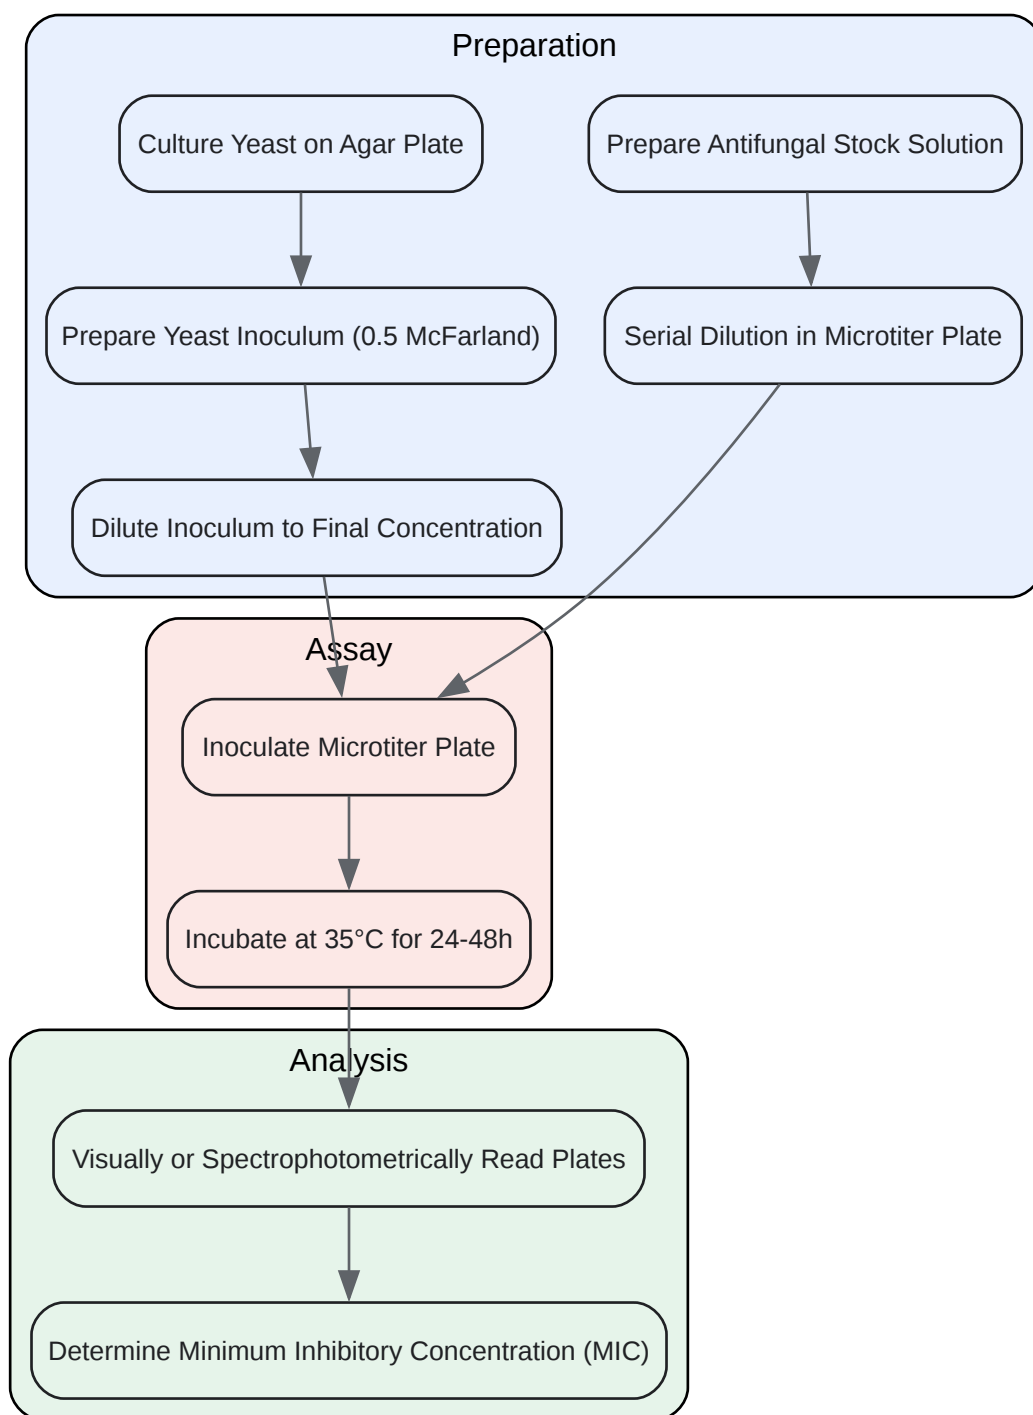 Preparation
Culture Yeast on Agar Plate
Prepare Antifungal Stock Solution
Prepare Yeast Inoculum (0.5 McFarland)
Serial Dilution in Microtiter Plate
Dilute Inoculum to Final Concentration
Assay
Inoculate Microtiter Plate
Incubate at 35°C for 24-48h
Analysis
Visually or Spectrophotometrically Read Plates
Determine Minimum Inhibitory Concentration (MIC)